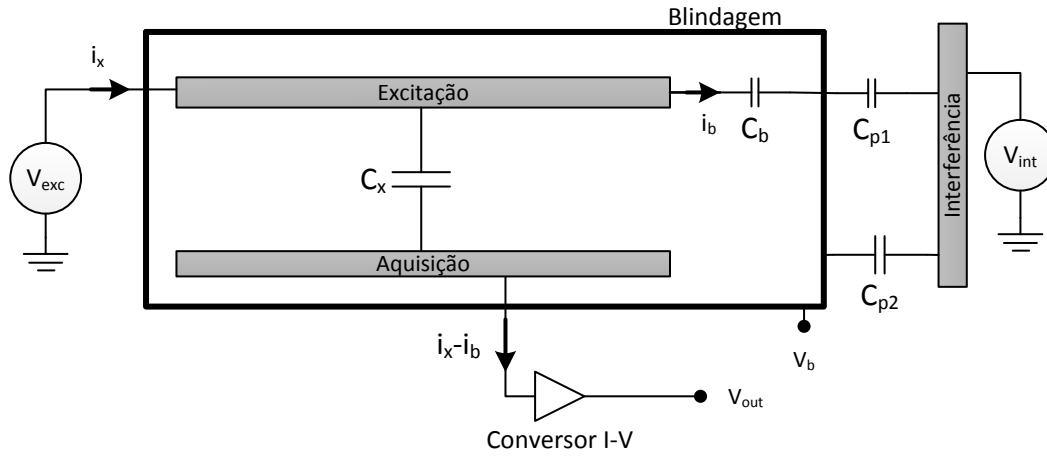 Blindagem
i_x
Excitação
i_b
C_b
C_p1
Interferência
V_exc
C_x
V_int
Aquisição
C_p2
i_x-i_b
V_b
V_out
Conversor I-V